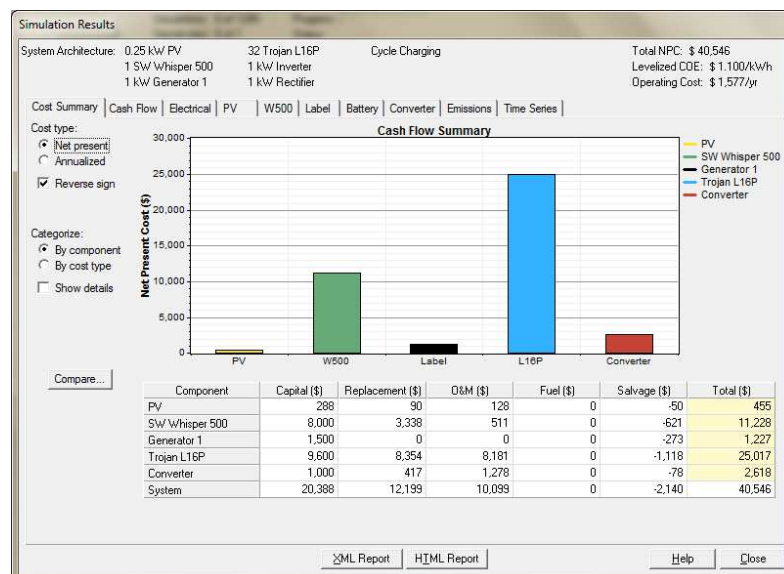 Simulation Results
System Architecture: 0.25 kW PV 32 Trojan L16P Cycle Charging Total NPC: $ 40,546
1 SW Whisper 500 1 kW Inverter Levelized COE: $ 1.100/kWh
1 kW Generator 1 1 kW Rectifier Operating Cost: $ 1,577/yr
Cost Summary Cash Flow Electrical PV W500 Label Battery Converter Emissions Time Series
Cost type:
Net present
Annualized
Reverse sign
Categorize:
By component
By cost type
Show details
Compare...
Cash Flow Summary
Net Present Cost ($)
30,000
25,000
20,000
15,000
10,000
5,000
0
PV W500 Label L16P Converter
PV
SW Whisper 500
Generator 1
Trojan L16P
Converter
Component Capital ($) Replacement ($) O&M ($) Fuel ($) Salvage ($) Total ($)
PV 288 90 128 0 -50 455
SW Whisper 500 8,000 3,338 511 0 -621 11,228
Generator 1 1,500 0 0 0 -273 1,227
Trojan L16P 9,600 8,354 8,181 0 -1,118 25,017
Converter 1,000 417 1,278 0 -78 2,618
System 20,388 12,199 10,099 0 -2,140 40,546
XML Report HTML Report Help Close